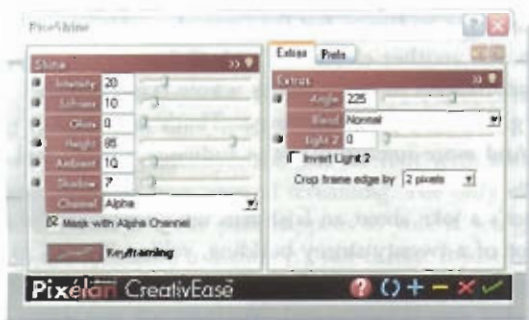 PixeShine
Shine >>
Intensity 20
Softness 10
Gloss 0
Height 85
Ambient 10
Shadow 7
Channel Alpha
Mask with Alpha Channel
Keyframing
Extras Prefs
Extras >>
Angle 225
Blend Normal
Light 2 0
Invert Light 2
Crop frame edge by 2 pixels
Pixélan CreativEase